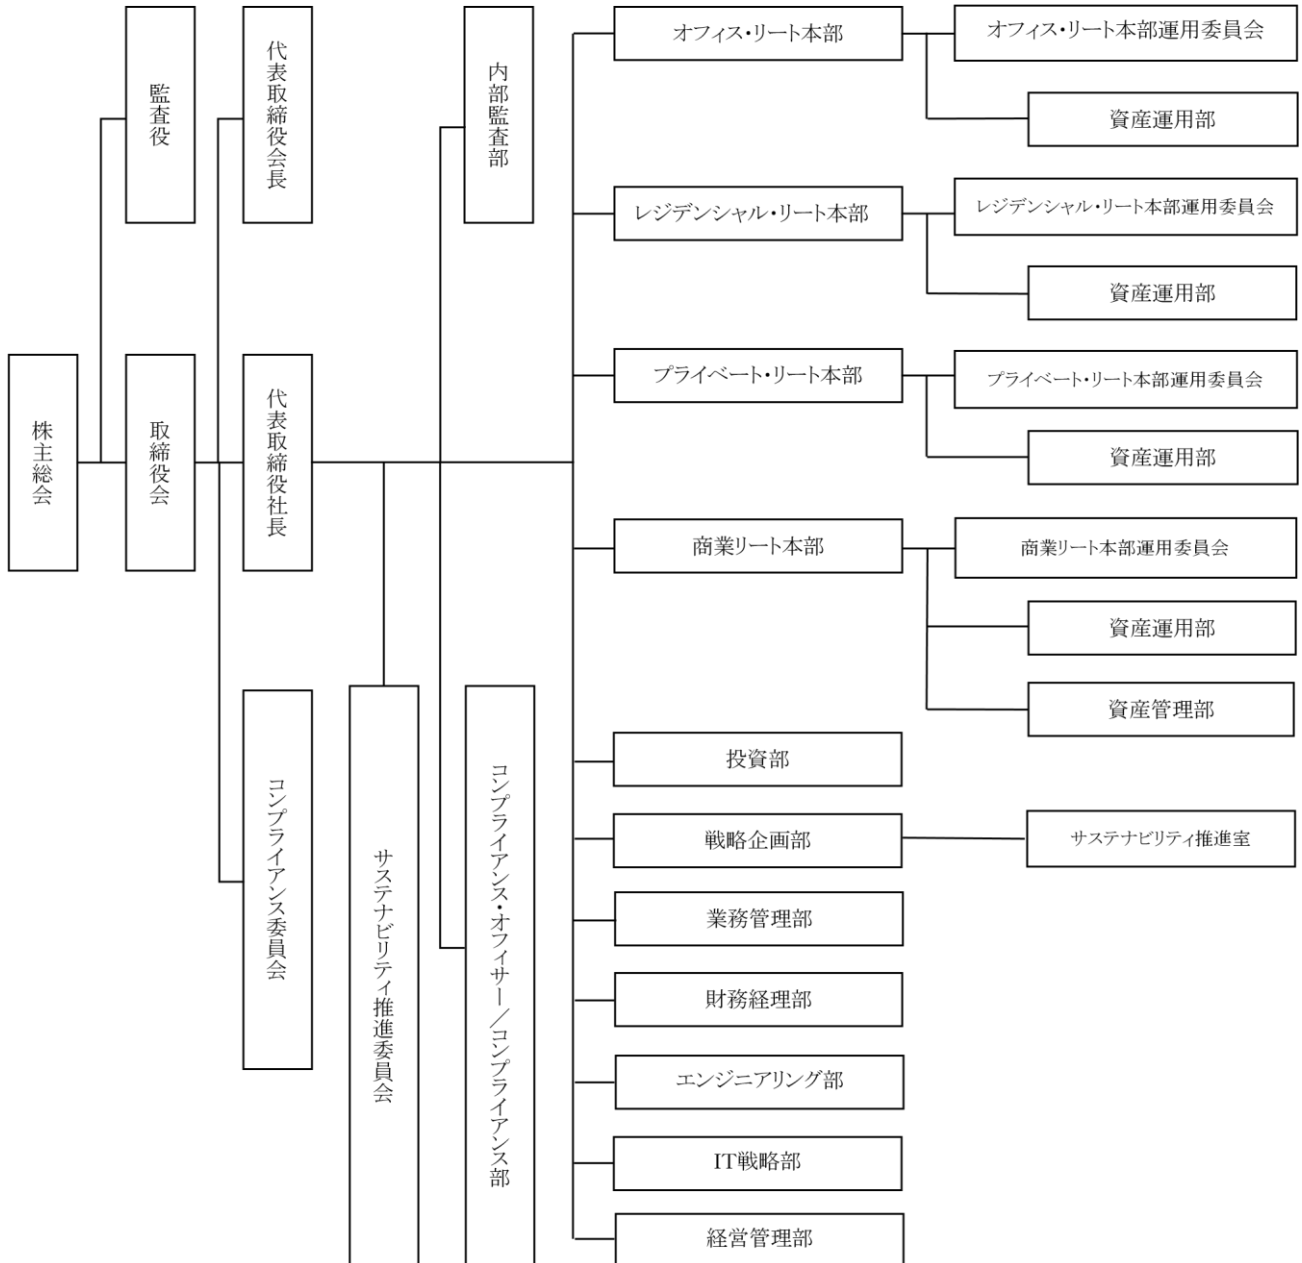 株主総会
監査役
取締役会
代表取締役会長
代表取締役社長
コンプライアンス委員会
サステナビリティ推進委員会
内部監査部
コンプライアンス・オフィサー／コンプライアンス部
オフィス・リート本部
オフィス・リート本部運用委員会
資産運用部
レジデンシャル・リート本部
レジデンシャル・リート本部運用委員会
資産運用部
プライベート・リート本部
プライベート・リート本部運用委員会
資産運用部
商業リート本部
商業リート本部運用委員会
資産運用部
資産管理部
投資部
戦略企画部
サステナビリティ推進室
業務管理部
財務経理部
エンジニアリング部
IT戦略部
経営管理部